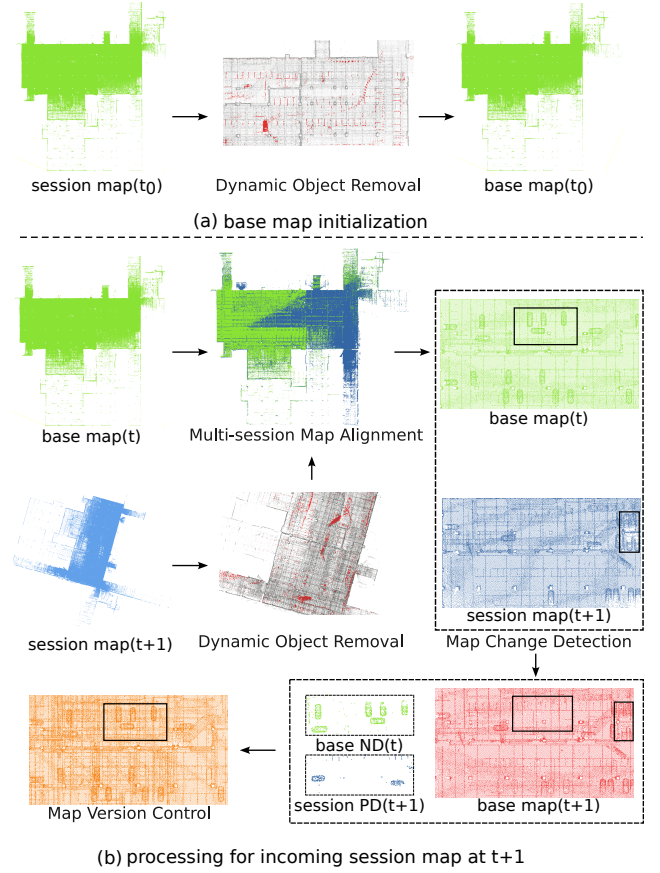 session map(t0)
Dynamic Object Removal
base map(t0)
(a) base map initialization
base map(t)
Multi-session Map Alignment
base map(t)
session map(t+1)
Dynamic Object Removal
session map(t+1)
Map Change Detection
base ND(t)
session PD(t+1)
base map(t+1)
Map Version Control
(b) processing for incoming session map at t+1